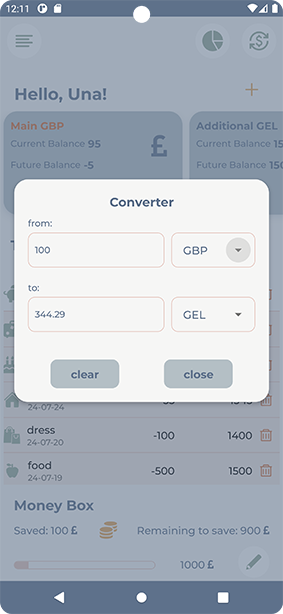 12:11
Hello, Una!
+
Main GBP
Additional GEL
Current Balance 95
£
Current Balance 15
Future Balance -5
Future Balance 150
Converter
from:
100
GBP
to:
344.29
GEL
clear
close
24-07-24
dress
-100
1400
24-07-20
food
-500
1500
24-07-19
Money Box
Saved: 100 £
Remaining to save: 900 £
1000 £